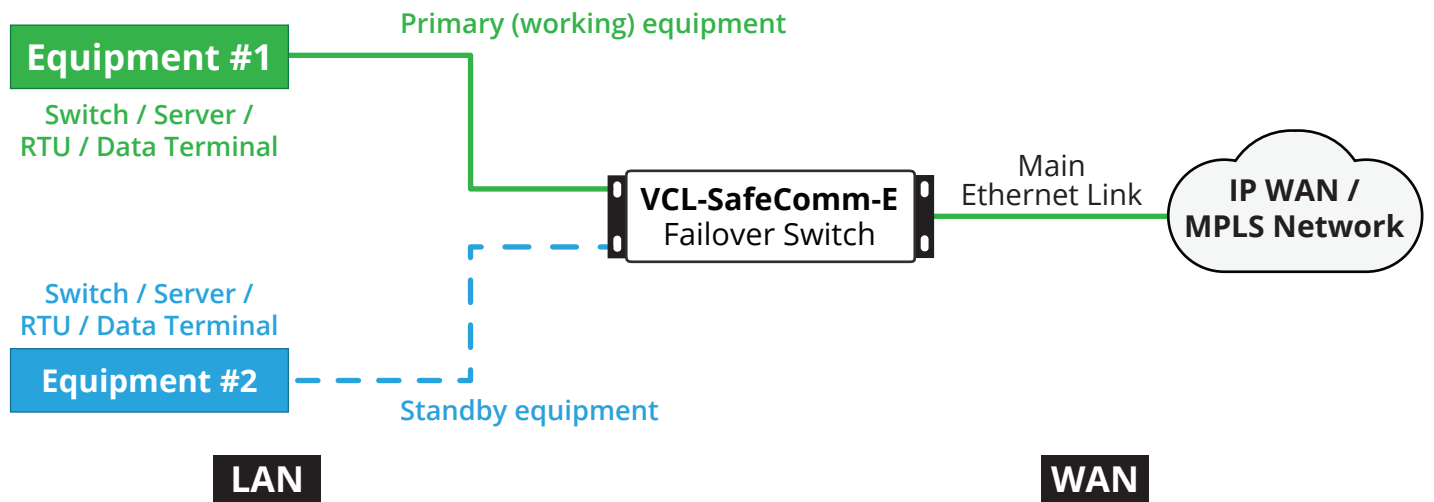 Primary (working) equipment
Equipment #1
Switch / Server /
RTU / Data Terminal
Main
Ethernet Link
VCL-SafeComm-E
Failover Switch
IP WAN /
MPLS Network
Switch / Server /
RTU / Data Terminal
Equipment #2
Standby equipment
LAN
WAN